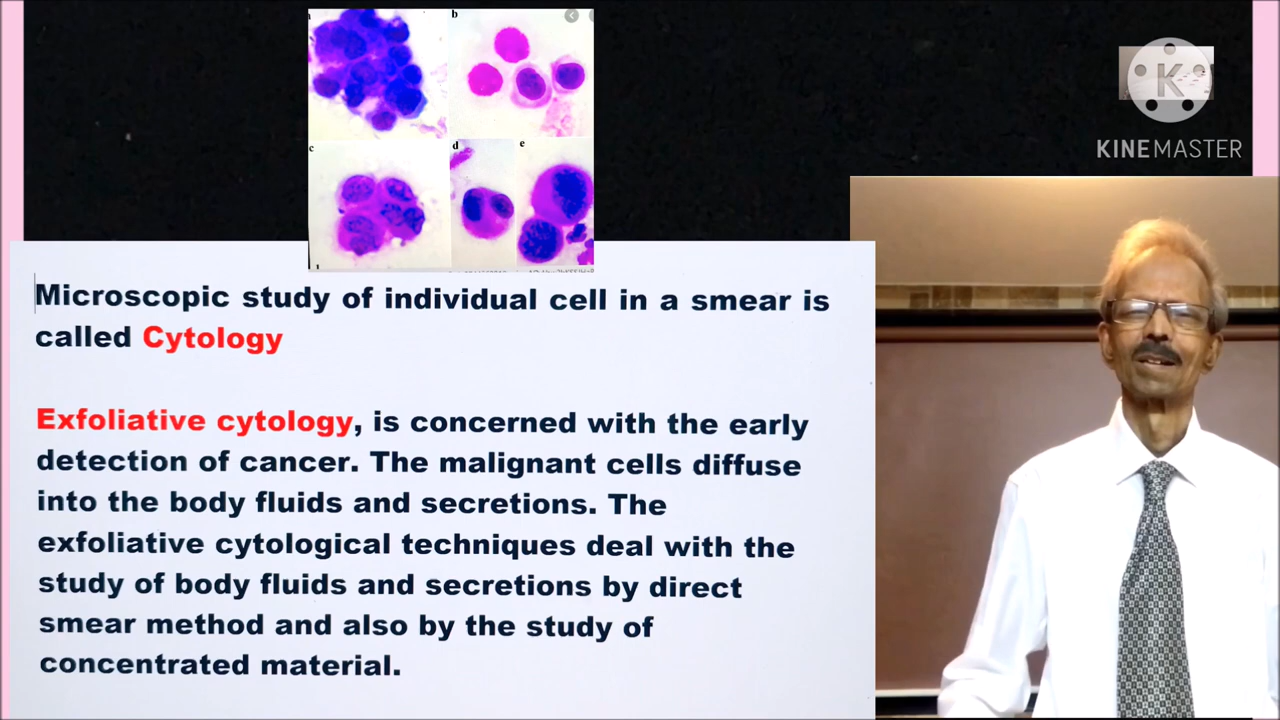 a
b
c
d
e
KINEMASTER
Microscopic study of individual cell in a smear is
called Cytology
Exfoliative cytology, is concerned with the early
detection of cancer. The malignant cells diffuse
into the body fluids and secretions. The
exfoliative cytological techniques deal with the
study of body fluids and secretions by direct
smear method and also by the study of
concentrated material.